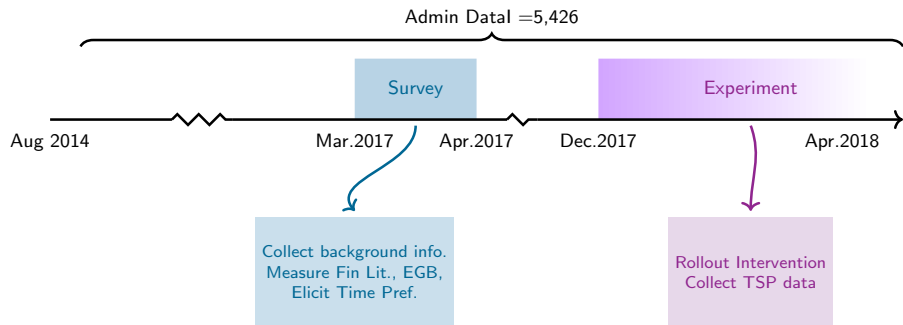 Admin DataI =5,426
Survey
Experiment
Aug 2014
Mar.2017
Apr.2017
Dec.2017
Apr.2018
Collect background info.
Measure Fin Lit., EGB,
Elicit Time Pref.
Rollout Intervention
Collect TSP data